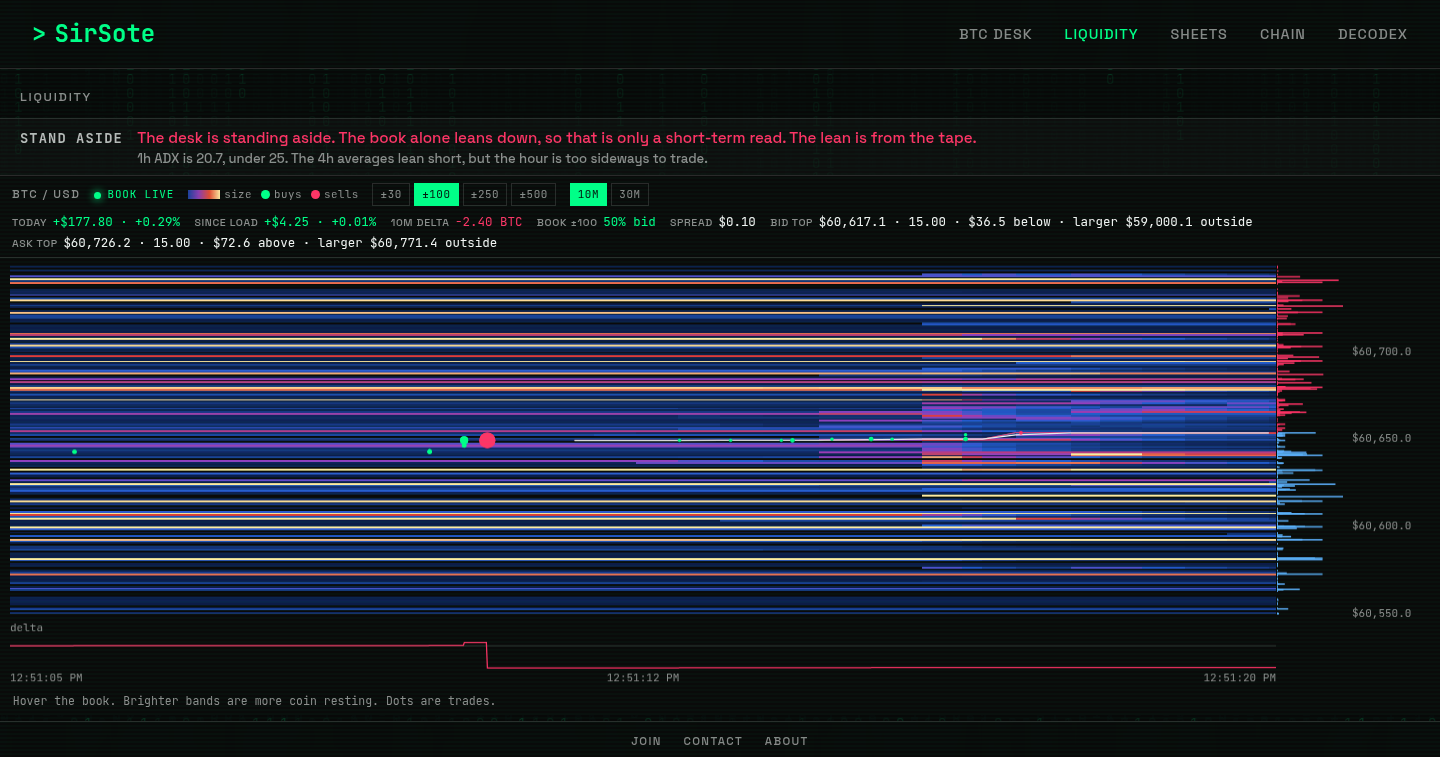 > SirSote
BTC DESK LIQUIDITY SHEETS CHAIN DECODEX
LIQUIDITY
STAND ASIDE The desk is standing aside. The book alone leans down, so that is only a short-term read. The lean is from the tape.
1h ADX is 20.7, under 25. The 4h averages lean short, but the hour is too sideways to trade.
BTC / USD BOOK LIVE size buys sells ±30 ±100 ±250 ±500 10M 30M
TODAY +$177.80 · +0.29% SINCE LOAD +$4.25 · +0.01% 10M DELTA -2.40 BTC BOOK ±100 50% bid SPREAD $0.10 BID TOP $60,617.1 · 15.00 · $36.5 below · larger $59,000.1 outside
ASK TOP $60,726.2 · 15.00 · $72.6 above · larger $60,771.4 outside
$60,700.0
$60,650.0
$60,600.0
$60,550.0
delta
12:51:05 PM 12:51:12 PM 12:51:20 PM
Hover the book. Brighter bands are more coin resting. Dots are trades.
JOIN CONTACT ABOUT